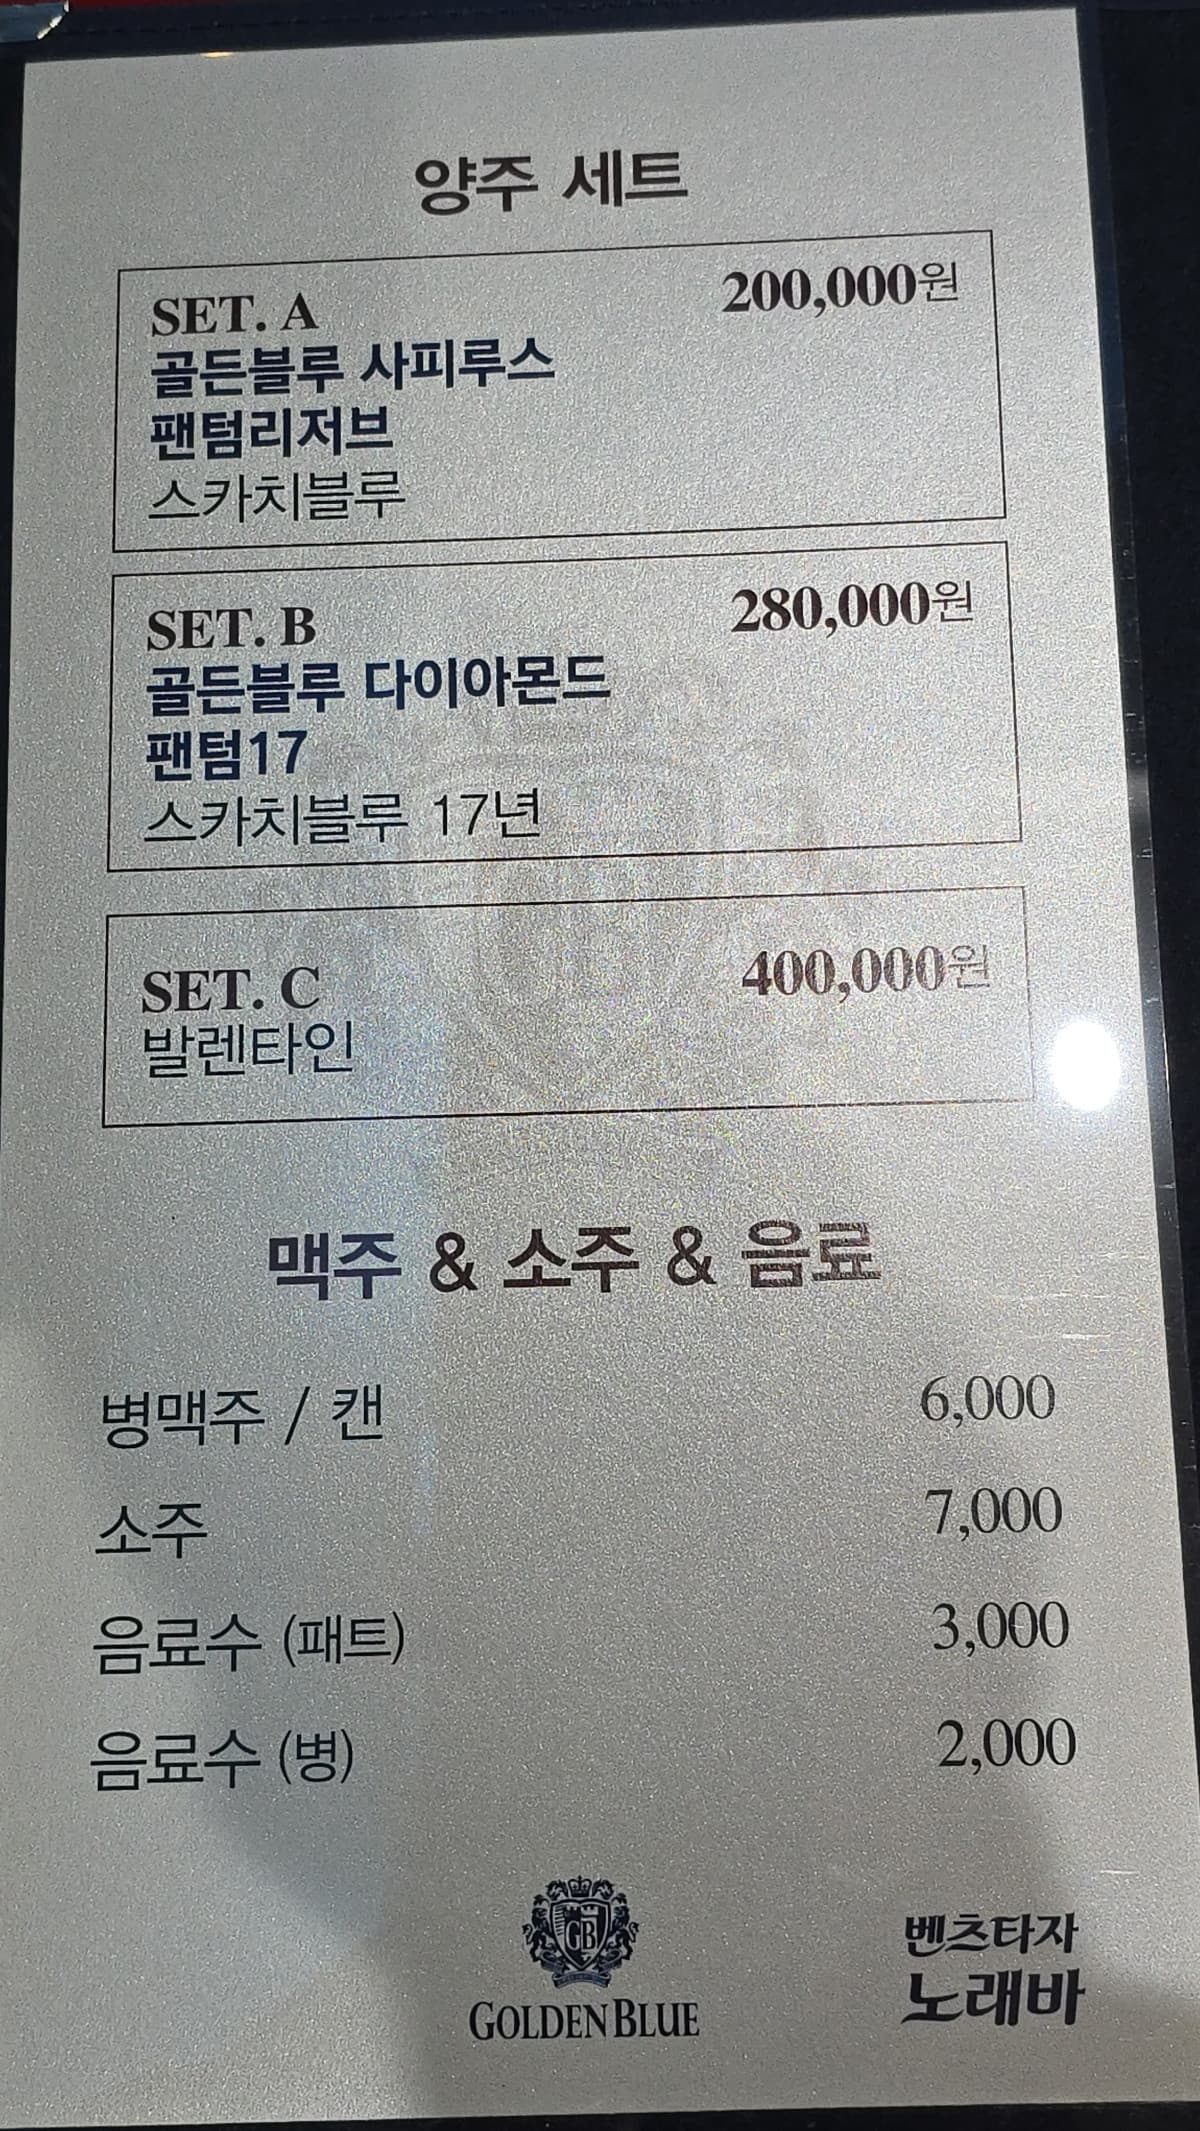 양주 세트
SET. A 200,000원
골든블루 사피루스
팬텀리저브
스카치블루
SET. B 280,000원
골든블루 다이아몬드
팬텀17
스카치블루 17년
SET. C 400,000원
발렌타인
맥주 & 소주 & 음료
병맥주 / 캔 6,000
소주 7,000
음료수 (패트) 3,000
음료수 (병) 2,000
GB
GOLDEN BLUE
벤츠타자
노래바